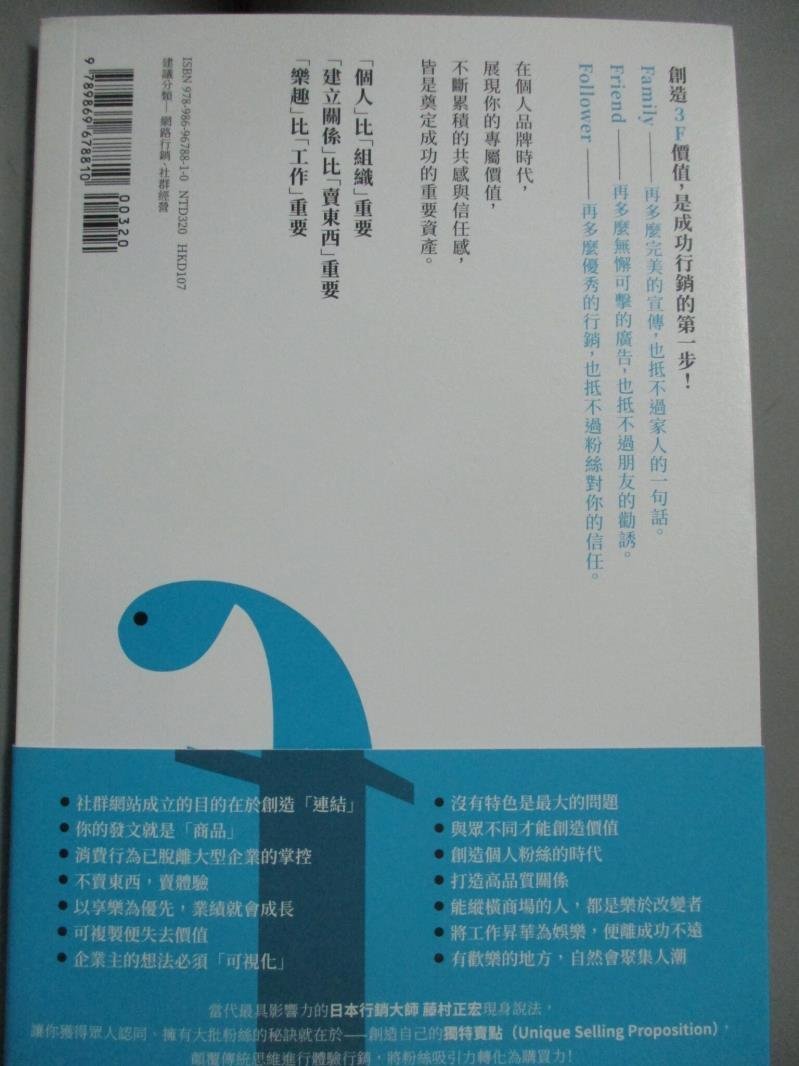 創造3F價值，是成功行銷的第一步！
Family——再多麼完美的宣傳，也抵不過家人的一句話。
Friend——再多麼無懈可擊的廣告，也抵不過朋友的勸誘。
Follower——再多麼優秀的行銷，也抵不過粉絲對你的信任。
在個人品牌時代，
展現你的專屬價值，
不斷累積的共感與信任感，
皆是奠定成功的重要資產。
「個人」比「組織」重要
「建立關係」比「賣東西」重要
「樂趣」比「工作」重要
ISBN 978-986-96788-1-0 NTD320 HKD107
建議分類—網路行銷、社群經營
9 789869 678810
00320
●社群網站成立的目的在於創造「連結」
●你的發文就是「商品」
●消費行為已脫離大型企業的掌控
●不賣東西，賣體驗
●以享樂為優先，業績就會成長
●可複製便失去價值
●企業主的想法必須「可視化」
●沒有特色是最大的問題
●與眾不同才能創造價值
●創造個人粉絲的時代
●打造高品質關係
●能縱橫商場的人，都是樂於改變者
●將工作昇華為娛樂，便離成功不遠
●有歡樂的地方，自然會聚集人潮
當代最具影響力的日本行銷大師 藤村正宏現身說法，
讓你獲得眾人認同、擁有大批粉絲的秘訣就在於——創造自己的獨特賣點（Unique Selling Proposition），
顛覆傳統思維進行體驗行銷，將粉絲吸引力轉化為購買力！